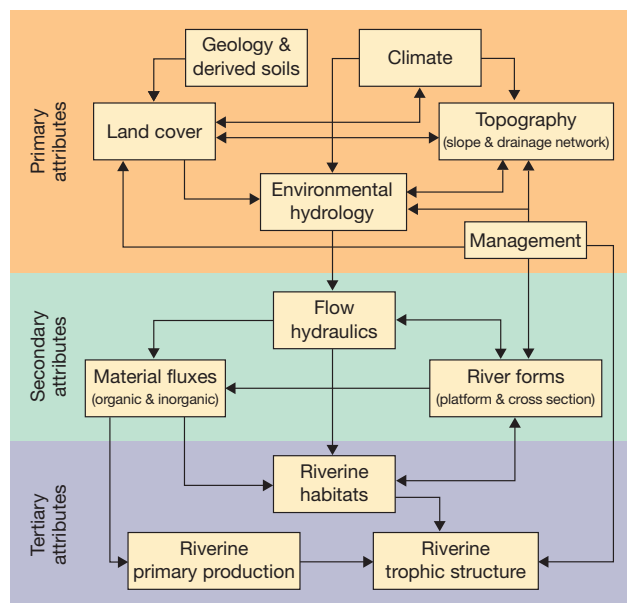 Primary
attributes
Geology &
derived soils
Climate
Land cover
Topography
(slope & drainage network)
Environmental
hydrology
Management
Secondary
attributes
Flow
hydraulics
Material fluxes
(organic & inorganic)
River forms
(platform & cross section)
Tertiary
attributes
Riverine
habitats
Riverine
primary production
Riverine
trophic structure